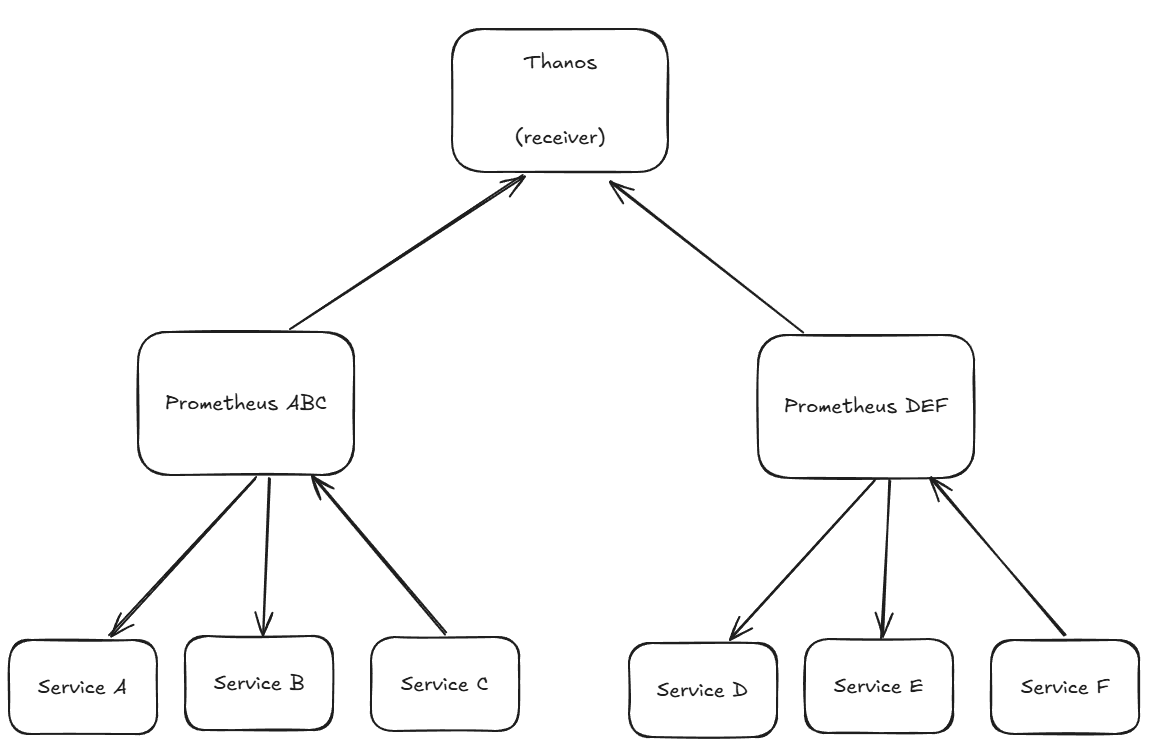 Thanos
(receiver)
Prometheus ABC
Prometheus DEF
Service A
Service B
Service C
Service D
Service E
Service F